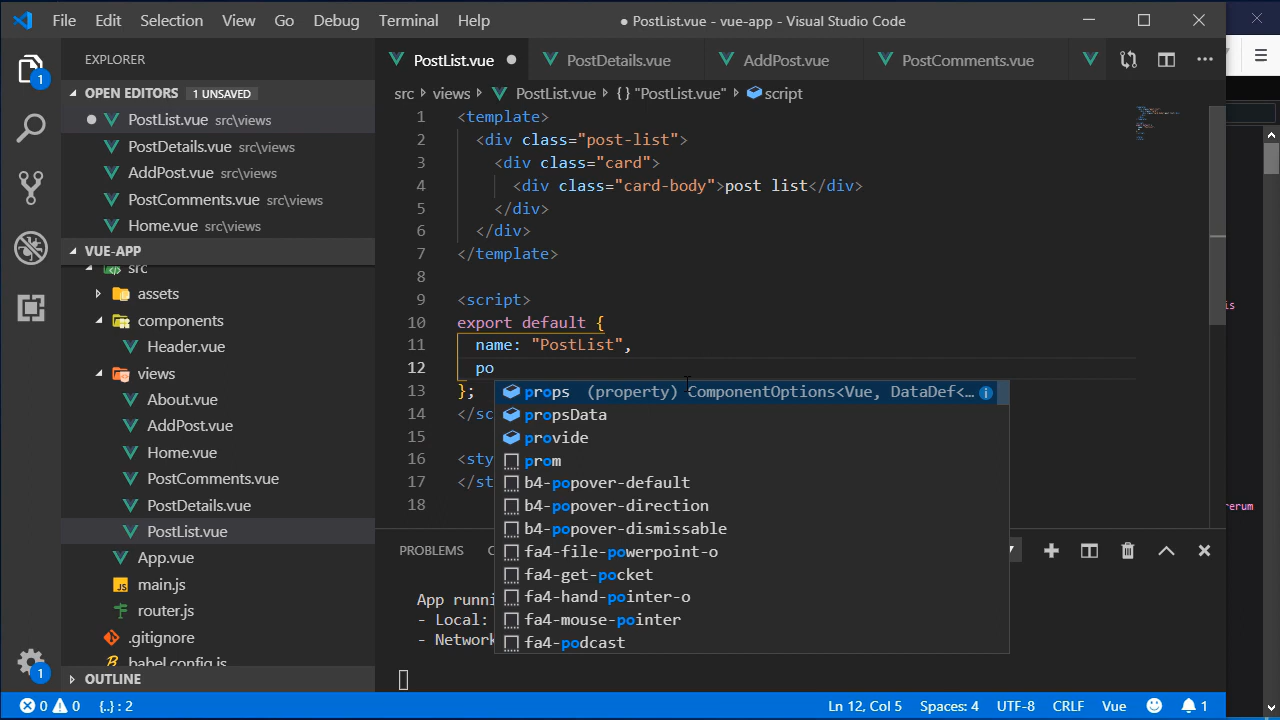 File Edit Selection View Go Debug Terminal Help ● PostList.vue - vue-app - Visual Studio Code
EXPLORER
OPEN EDITORS 1 UNSAVED
PostList.vue src\views
PostDetails.vue src\views
AddPost.vue src\views
PostComments.vue src\views
Home.vue src\views
VUE-APP
src
assets
components
Header.vue
views
About.vue
AddPost.vue
Home.vue
PostComments.vue
PostDetails.vue
PostList.vue
App.vue
main.js
router.js
.gitignore
babel.config.js
OUTLINE
1
1
PostList.vue PostDetails.vue AddPost.vue PostComments.vue
src > views > PostList.vue > {} "PostList.vue" > script
1 <template>
2 <div class="post-list">
3 <div class="card">
4 <div class="card-body">post list</div>
5 </div>
6 </div>
7 </template>
8
9 <script>
10 export default {
11 name: "PostList",
12 po
13 };
14 </sc
15
16 <sty
17 </st
18
props (property) ComponentOptions<Vue, DataDef<…
propsData
provide
prom
b4-popover-default
b4-popover-direction
b4-popover-dismissable
fa4-file-powerpoint-o
fa4-get-pocket
fa4-hand-pointer-o
fa4-mouse-pointer
fa4-podcast
PROBLEMS
App runni
- Local:
- Network
is
rerum
0 0 {..} : 2 Ln 12, Col 5 Spaces: 4 UTF-8 CRLF Vue 1